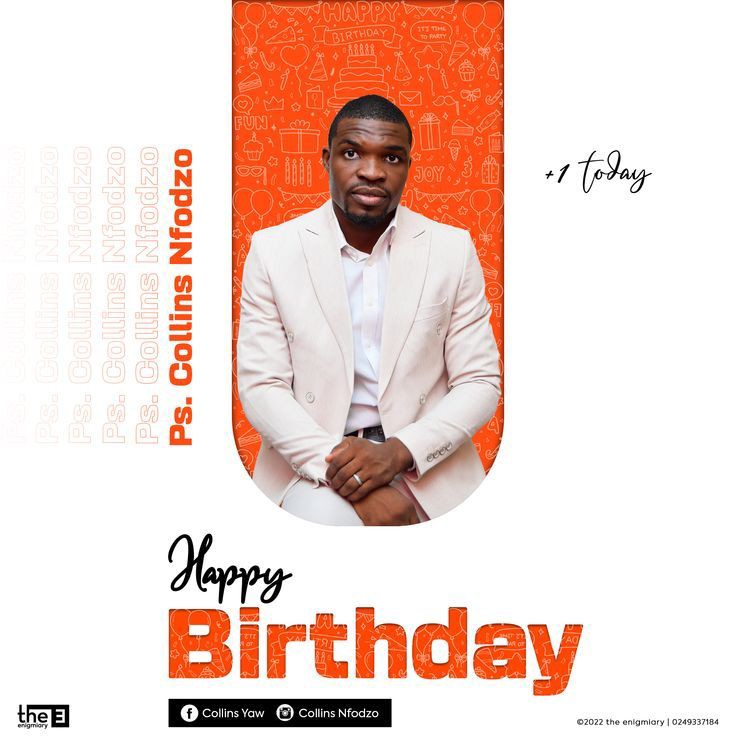 HAPPY
BIRTHDAY
IT'S TIME
TO PARTY
FUN
JOY
+1 today
Ps. Collins Nfodzo
Ps. Collins Nfodzo
Ps. Collins Nfodzo
Ps. Collins Nfodzo
Ps. Collins Nfodzo
Ps. Collins Nfodzo
Happy
Birthday
Collins Yaw
Collins Nfodzo
the E
enigmiary
©2022 the enigmiary | 0249337184